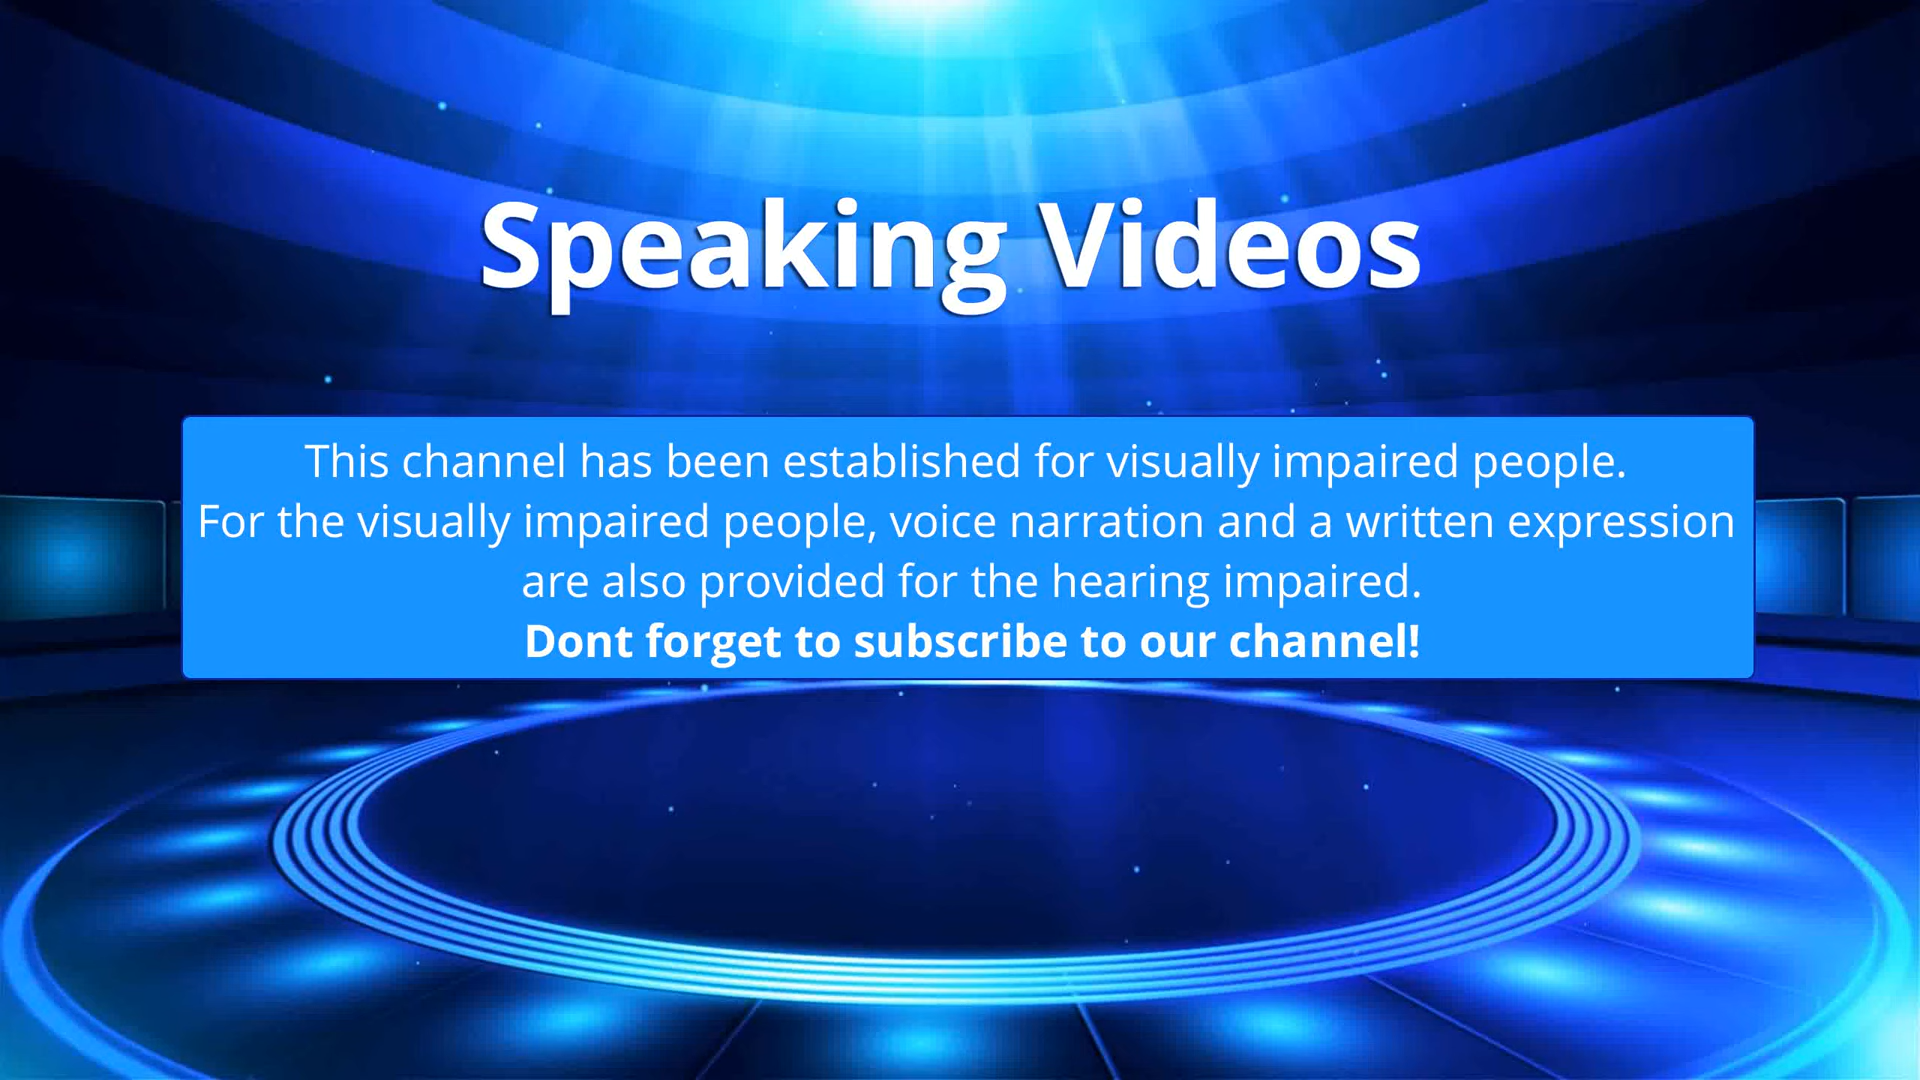 Speaking Videos
This channel has been established for visually impaired people.
For the visually impaired people, voice narration and a written expression
are also provided for the hearing impaired.
Dont forget to subscribe to our channel!